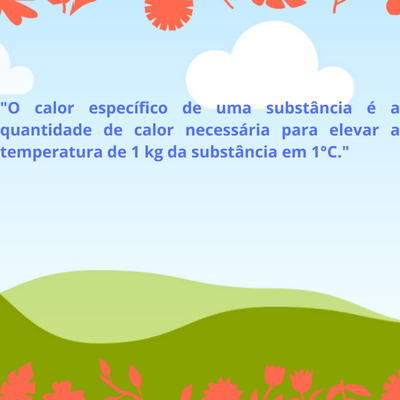 "O calor específico de uma substância é a
quantidade de calor necessária para elevar a
temperatura de 1 kg da substância em 1°C."